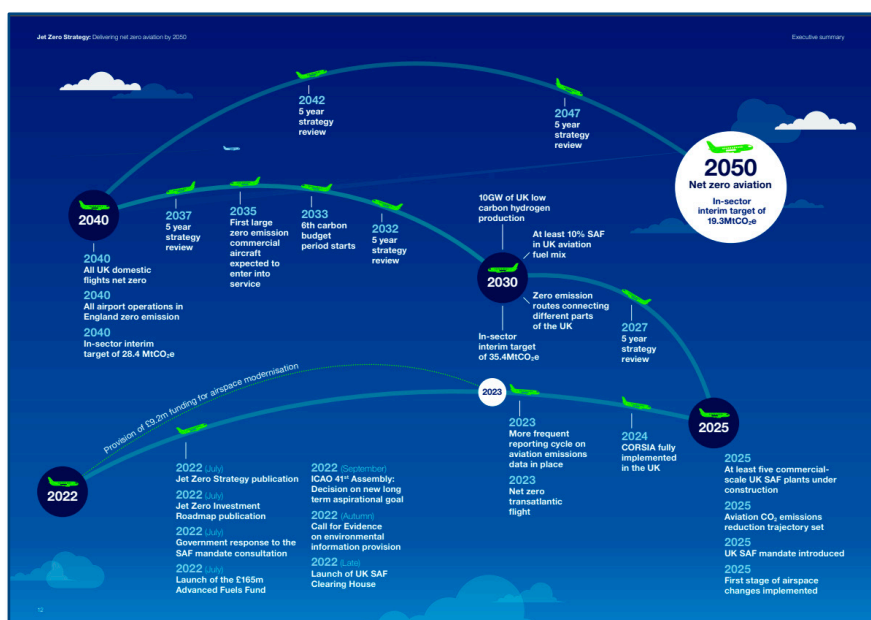 Jet Zero Strategy: Delivering net zero aviation by 2050
Executive summary
2042
5 year
strategy
review
2047
5 year
strategy
review
2050
Net zero aviation
In-sector
interim target of
19.3MtCO₂e
2040
2037
5 year
strategy
review
2035
First large
zero emission
commercial
aircraft
expected to
enter into
service
2033
6th carbon
budget
period starts
2032
5 year
strategy
review
10GW of UK low
carbon hydrogen
production
At least 10% SAF
in UK aviation
fuel mix
2030
Zero emission
routes connecting
different parts
of the UK
In-sector
interim target
of 35.4MtCO₂e
2027
5 year
strategy
review
2040
All UK domestic
flights net zero
2040
All airport operations in
England zero emission
2040
In-sector interim
target of 28.4 MtCO₂e
Provision of £9.2m funding for airspace modernisation
2023
2022
2022 (July)
Jet Zero Strategy publication
2022 (July)
Jet Zero Investment
Roadmap publication
2022 (July)
Government response to the
SAF mandate consultation
2022 (July)
Launch of the £165m
Advanced Fuels Fund
2022 (September)
ICAO 41st Assembly:
Decision on new long
term aspirational goal
2022 (Autumn)
Call for Evidence
on environmental
information provision
2022 (Late)
Launch of UK SAF
Clearing House
2023
More frequent
reporting cycle on
aviation emissions
data in place
2023
Net zero
transatlantic
flight
2024
CORSIA fully
implemented
in the UK
2025
2025
At least five commercial-
scale UK SAF plants under
construction
2025
Aviation CO₂ emissions
reduction trajectory set
2025
UK SAF mandate introduced
2025
First stage of airspace
changes implemented
12